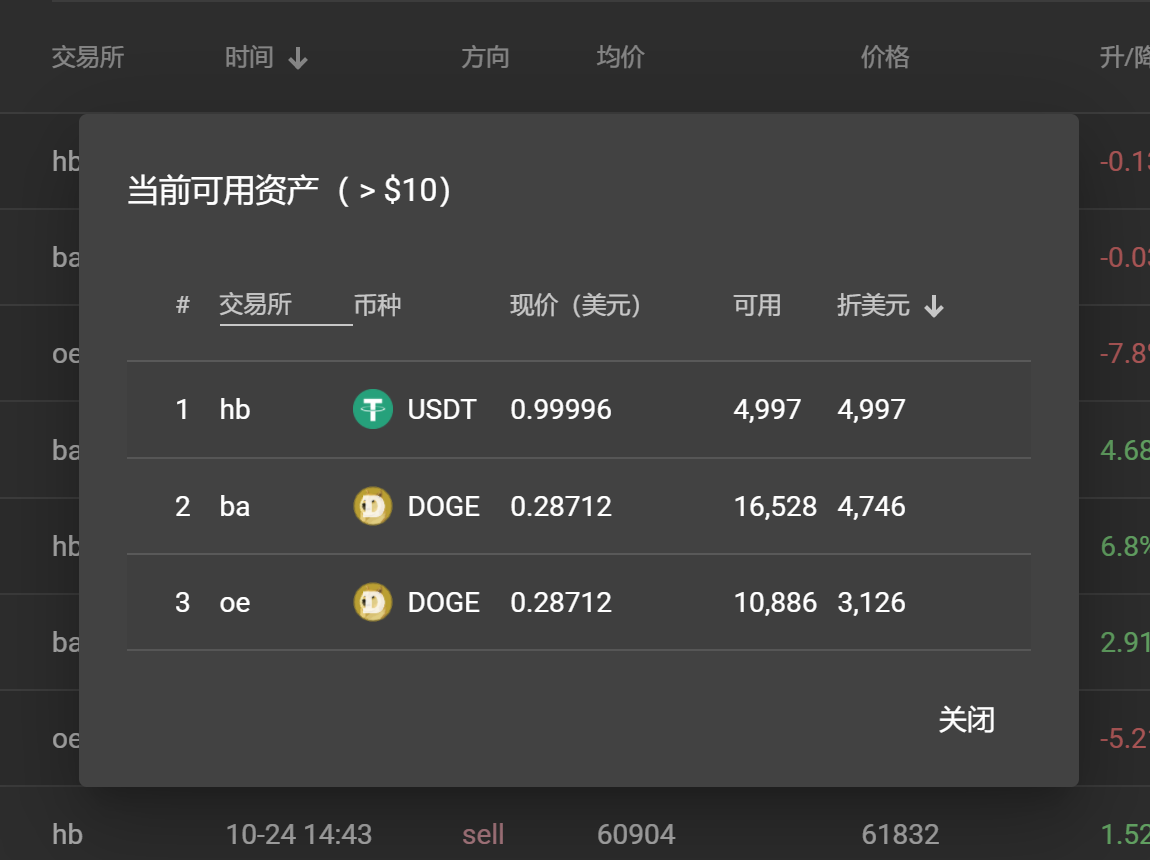 交易所 时间 方向 均价 价格 升/降
hb -0.13
当前可用资产（ > $10）
ba -0.03
# 交易所 币种 现价（美元） 可用 折美元
oe -7.8%
1 hb USDT 0.99996 4,997 4,997
ba 4.68
2 ba DOGE 0.28712 16,528 4,746
hb 6.8%
3 oe DOGE 0.28712 10,886 3,126
ba 2.91
关闭
oe -5.2
hb 10-24 14:43 sell 60904 61832 1.52